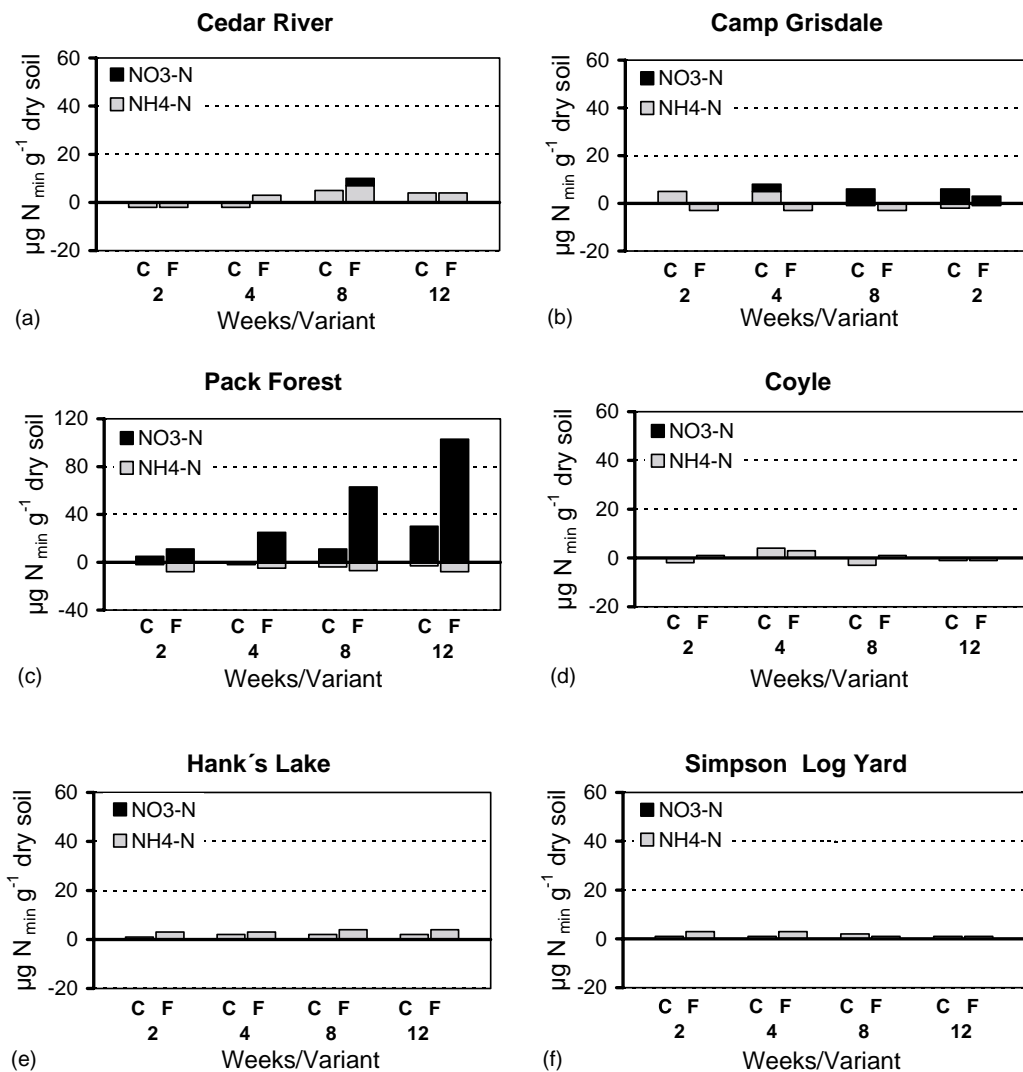 Cedar River
µg N min g-1 dry soil
60
40
20
0
-20
NO3-N
NH4-N
C F C F C F C F
2 4 8 12
Weeks/Variant
(a)
Camp Grisdale
µg N min g-1 dry soil
60
40
20
0
-20
NO3-N
NH4-N
C F C F C F C F
2 4 8 2
Weeks/Variant
(b)
Pack Forest
µg N min g-1 dry soil
120
80
40
0
-40
NO3-N
NH4-N
C F C F C F C F
2 4 8 12
Weeks/Variant
(c)
Coyle
µg N min g-1 dry soil
60
40
20
0
-20
NO3-N
NH4-N
C F C F C F C F
2 4 8 12
Weeks/Variant
(d)
Hank´s Lake
µg N min g-1 dry soil
60
40
20
0
-20
NO3-N
NH4-N
C F C F C F C F
2 4 8 12
Weeks/Variant
(e)
Simpson Log Yard
µg N min g-1 dry soil
60
40
20
0
-20
NO3-N
NH4-N
C F C F C F C F
2 4 8 12
Weeks/Variant
(f)